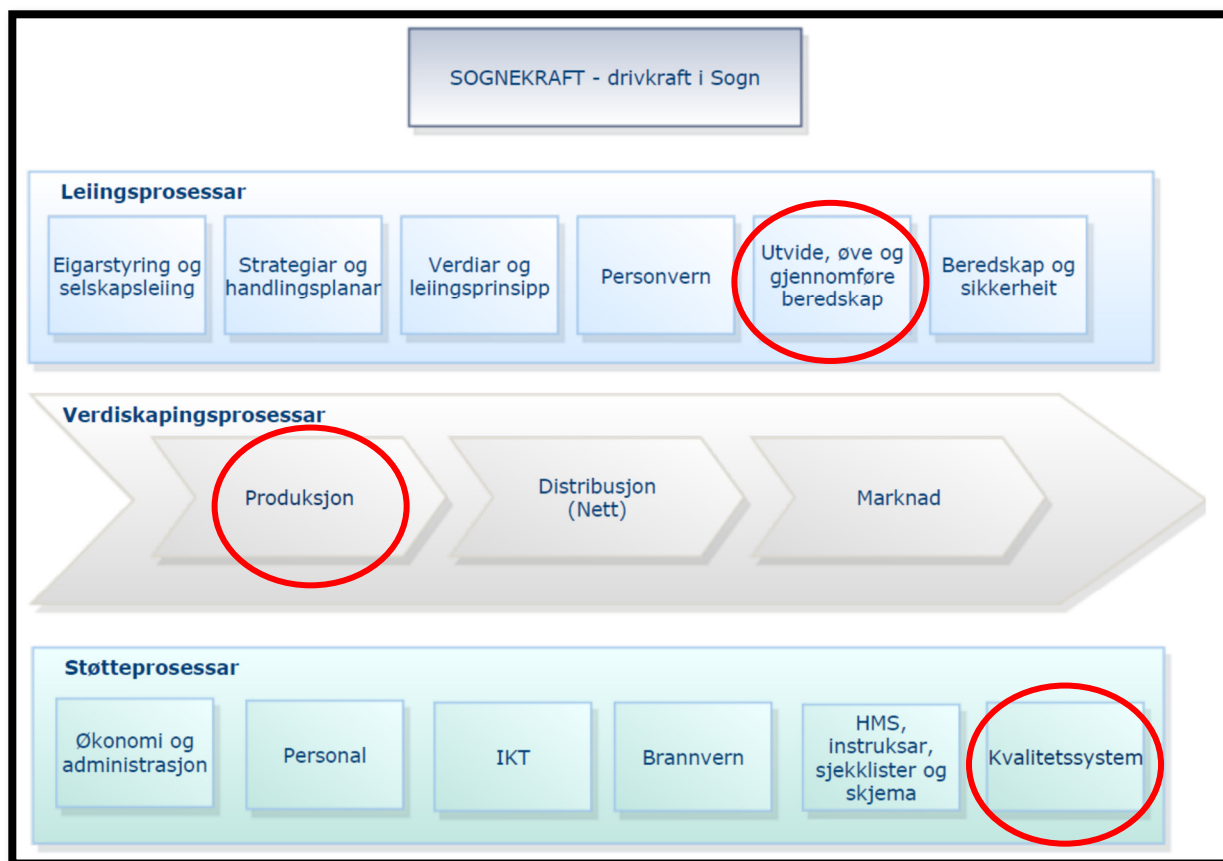 SOGNEKRAFT - drivkraft i Sogn
Leiingsprosessar
Eigarstyring og
selskapsleiing
Strategiar og
handlingsplanar
Verdiar og
leiingsprinsipp
Personvern
Utvide, øve og
gjennomføre
beredskap
Beredskap og
sikkerheit
Verdiskapingsprosessar
Produksjon
Distribusjon
(Nett)
Marknad
Støtteprosessar
Økonomi og
administrasjon
Personal
IKT
Brannvern
HMS,
instruksar,
sjekklister og
skjema
Kvalitetssystem